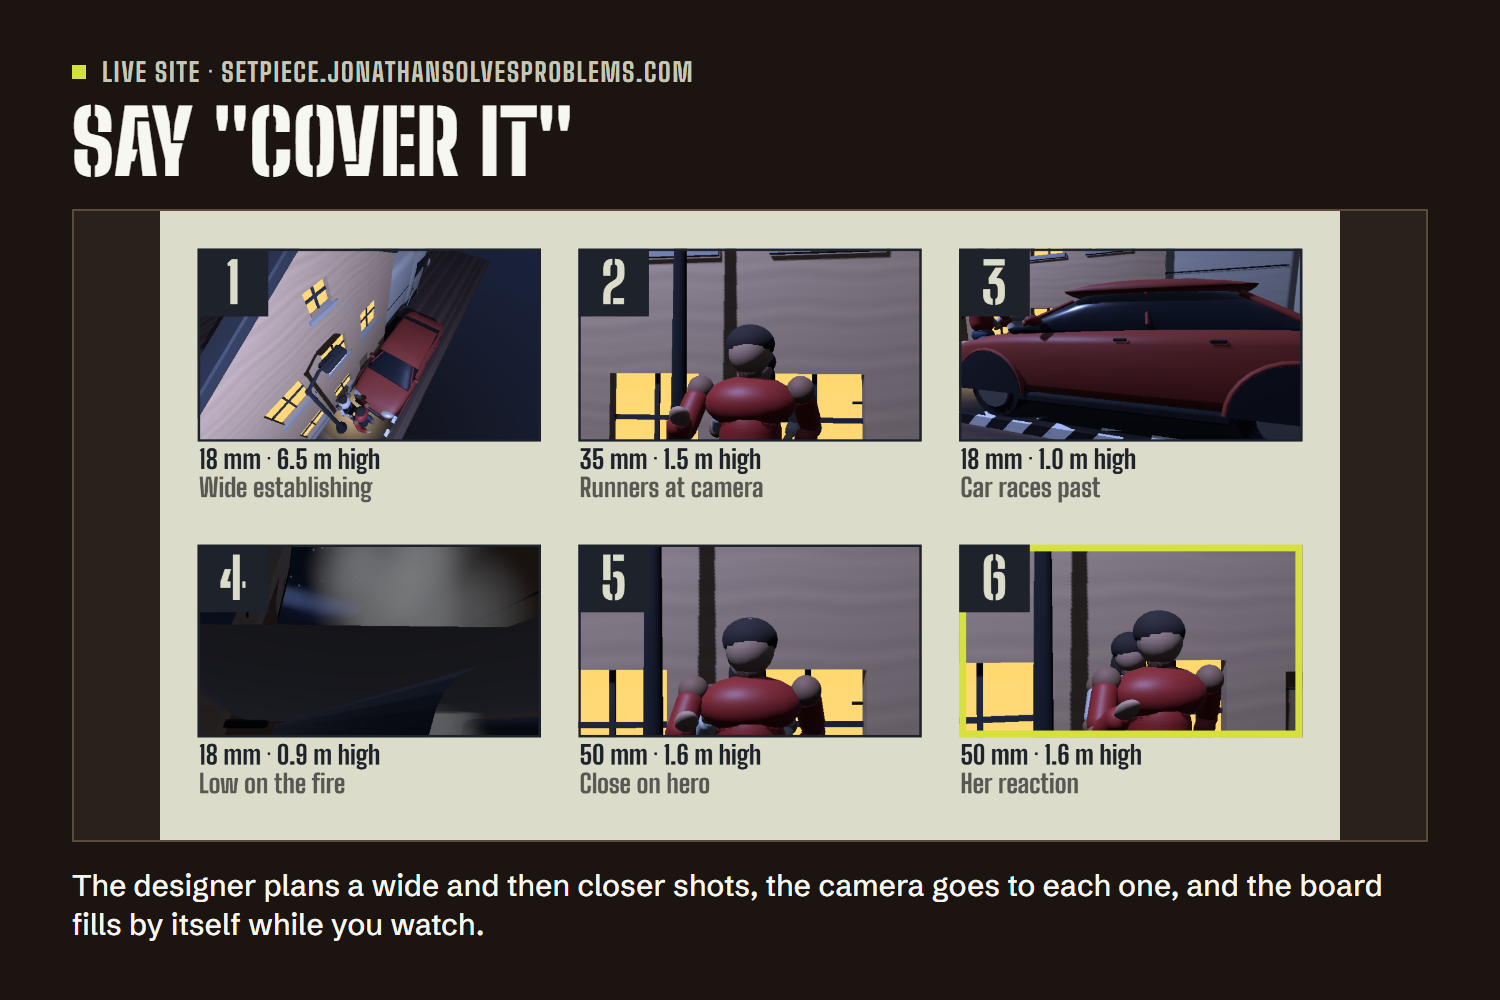 LIVE SITE · SETPIECE.JONATHANSOLVESPROBLEMS.COM
SAY "COVER IT"
1
2
3
18 mm · 6.5 m high
Wide establishing
35 mm · 1.5 m high
Runners at camera
18 mm · 1.0 m high
Car races past
4
5
6
18 mm · 0.9 m high
Low on the fire
50 mm · 1.6 m high
Close on hero
50 mm · 1.6 m high
Her reaction
The designer plans a wide and then closer shots, the camera goes to each one, and the board
fills by itself while you watch.